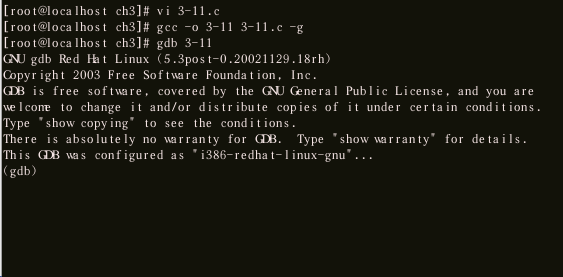 [root@localhost ch3]# vi 3-11.c
[root@localhost ch3]# gcc -o 3-11 3-11.c -g
[root@localhost ch3]# gdb 3-11
GNU gdb Red Hat Linux (5.3post-0.20021129.18rh)
Copyright 2003 Free Software Foundation, Inc.
GDB is free software, covered by the GNU General Public License, and you are
welcome to change it and/or distribute copies of it under certain conditions.
Type "show copying" to see the conditions.
There is absolutely no warranty for GDB.  Type "show warranty" for details.
This GDB was configured as "i386-redhat-linux-gnu"...
(gdb)